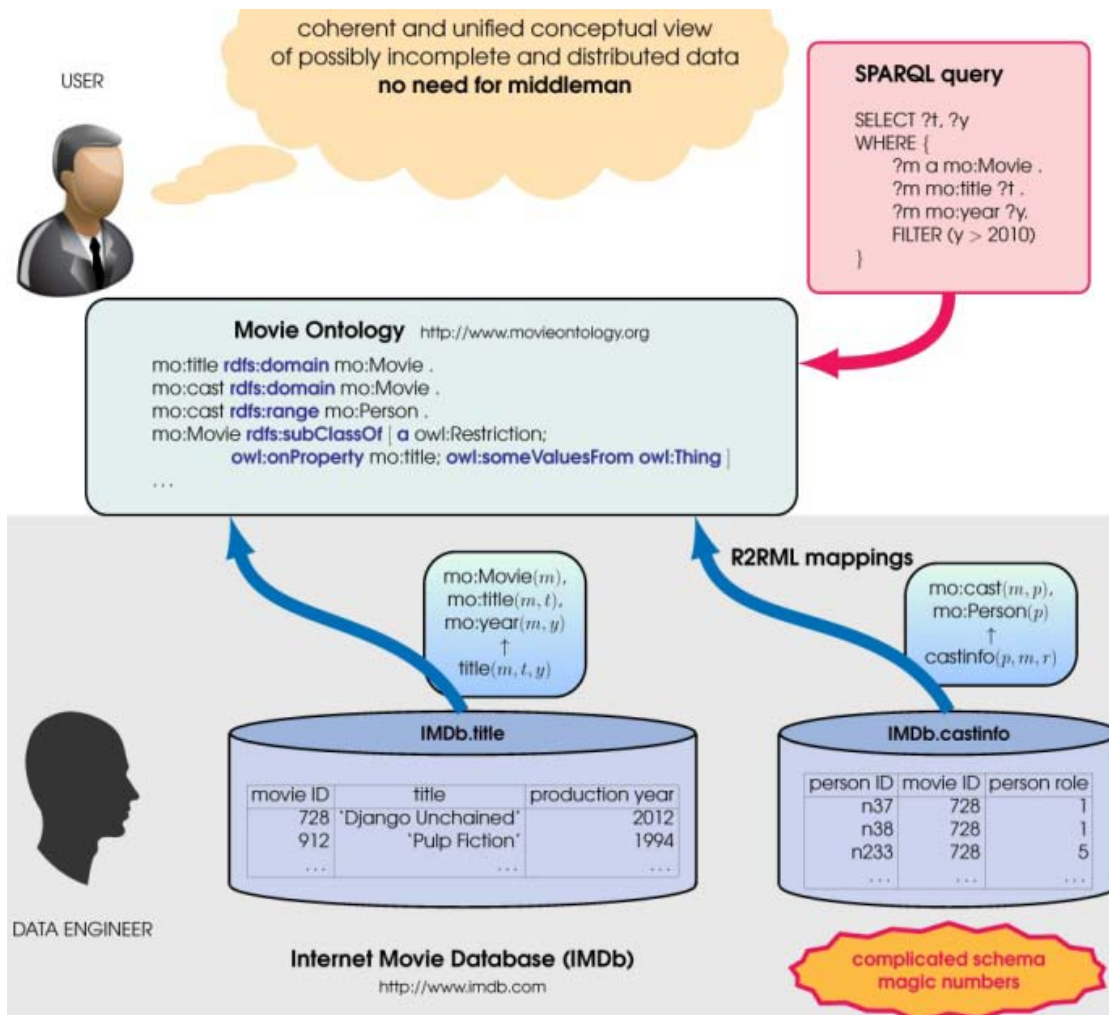 coherent and unified conceptual view
of possibly incomplete and distributed data
no need for middleman
USER
SPARQL query
SELECT ?t, ?y
WHERE {
?m a mo:Movie .
?m mo:title ?t .
?m mo:year ?y.
FILTER (y > 2010)
}
Movie Ontology http://www.movieontology.org
mo:title rdfs:domain mo:Movie .
mo:cast rdfs:domain mo:Movie .
mo:cast rdfs:range mo:Person .
mo:Movie rdfs:subClassOf [ a owl:Restriction;
owl:onProperty mo:title; owl:someValuesFrom owl:Thing ]
...
R2RML mappings
mo:Movie(m),
mo:title(m, t),
mo:year(m, y)
↑
title(m, t, y)
mo:cast(m, p),
mo:Person(p)
↑
castinfo(p, m, r)
IMDb.title
movie ID title production year
728 'Django Unchained' 2012
912 'Pulp Fiction' 1994
... ... ...
IMDb.castinfo
person ID movie ID person role
n37 728 1
n38 728 1
n233 728 5
... ... ...
DATA ENGINEER
Internet Movie Database (IMDb)
http://www.imdb.com
complicated schema
magic numbers